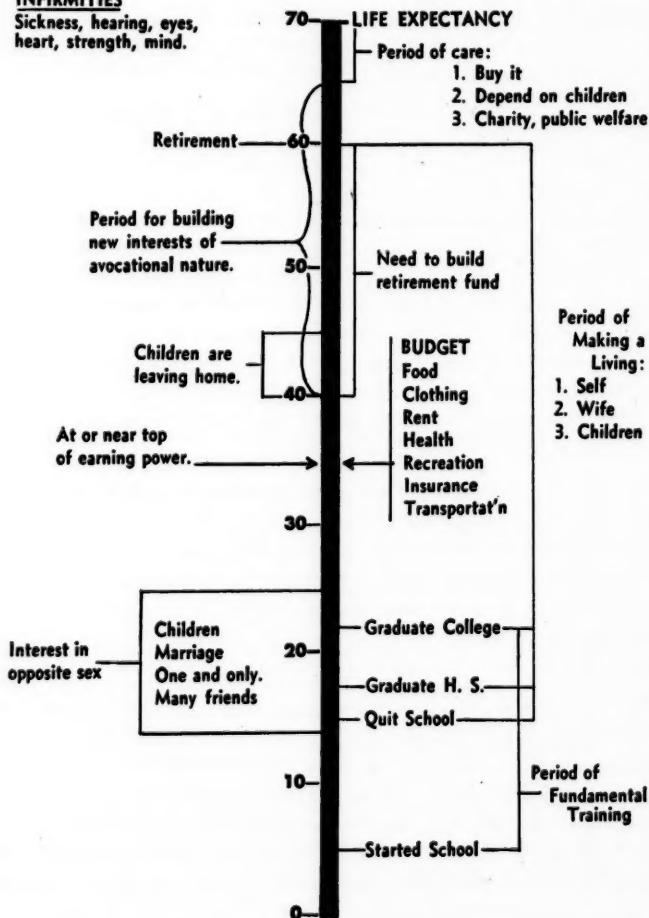 INFIRMITIES
Sickness, hearing, eyes,
heart, strength, mind.
70
LIFE EXPECTANCY
Period of care:
1. Buy it
2. Depend on children
3. Charity, public welfare
Retirement
60
Period for building
new interests of
avocational nature.
50
Need to build
retirement fund
Children are
leaving home.
40
BUDGET
Food
Clothing
Rent
Health
Recreation
Insurance
Transportat'n
Period of
Making a
Living:
1. Self
2. Wife
3. Children
At or near top
of earning power.
30
Interest in
opposite sex
Children
Marriage
One and only.
Many friends
20
Graduate College
Graduate H. S.
Quit School
10
Period of
Fundamental
Training
Started School
0